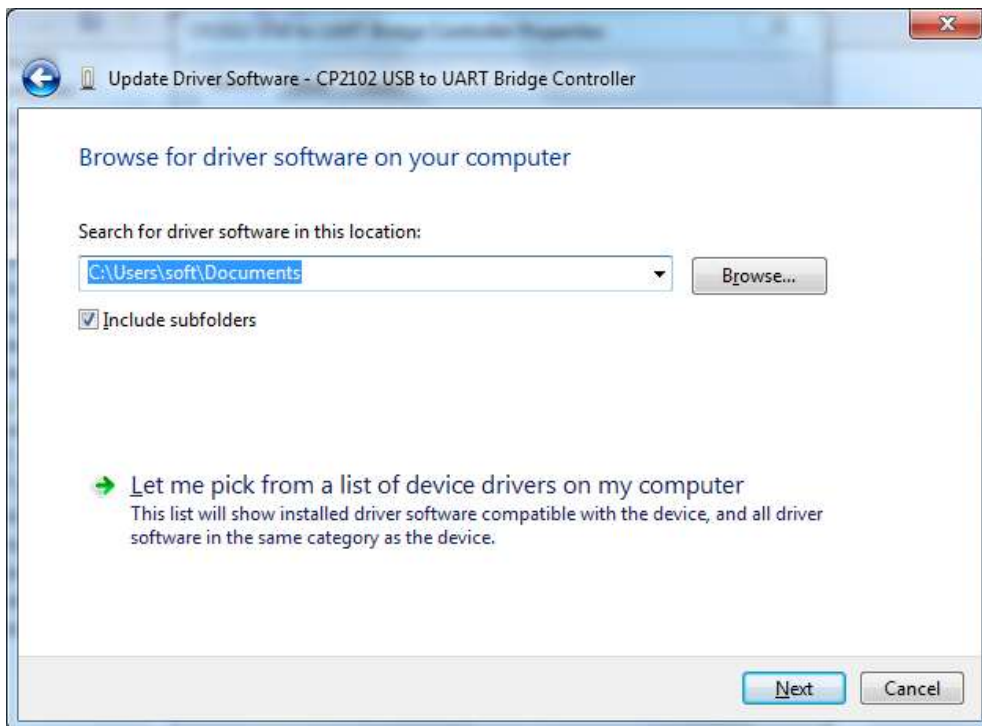 Update Driver Software - CP2102 USB to UART Bridge Controller
Browse for driver software on your computer
Search for driver software in this location:
C:\Users\soft\Documents
Browse...
Include subfolders
Let me pick from a list of device drivers on my computer
This list will show installed driver software compatible with the device, and all driver
software in the same category as the device.
Next
Cancel